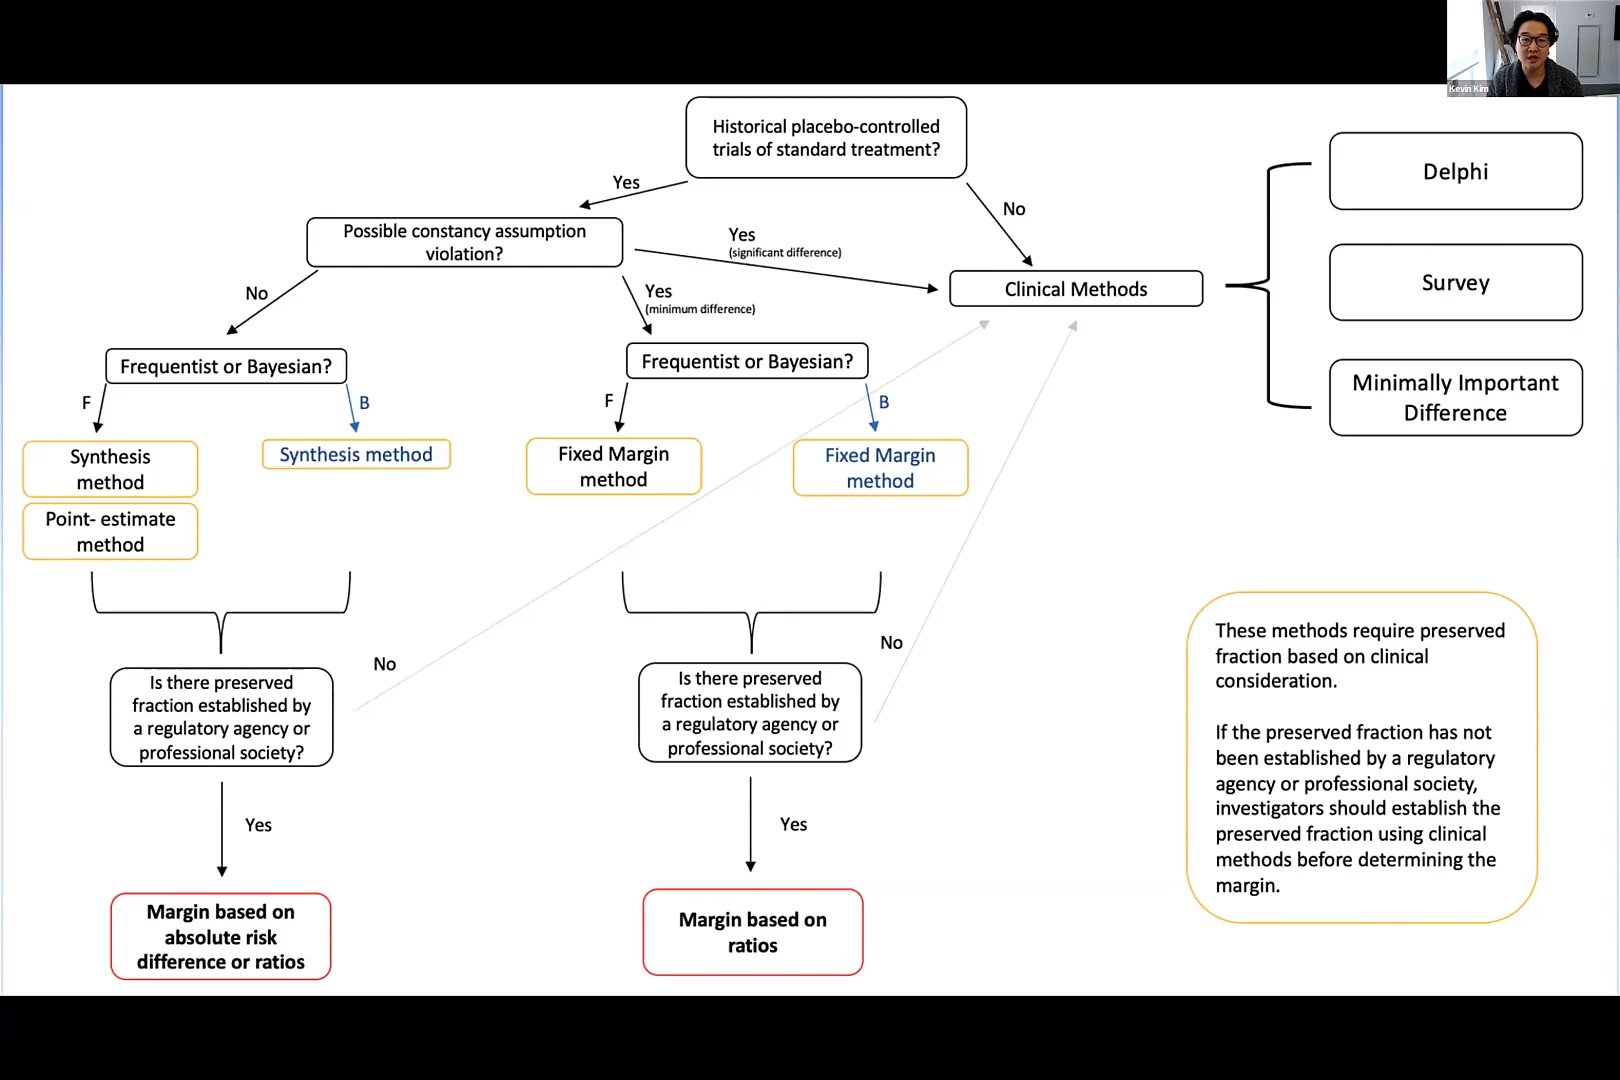 Kevin Kim
Historical placebo-controlled
trials of standard treatment?
Yes
No
Possible constancy assumption
violation?
Yes
(significant difference)
No
Yes
(minimum difference)
Clinical Methods
Delphi
Survey
Minimally Important
Difference
Frequentist or Bayesian?
Frequentist or Bayesian?
F
B
F
B
Synthesis
method
Synthesis method
Fixed Margin
method
Fixed Margin
method
Point- estimate
method
No
No
Is there preserved
fraction established by
a regulatory agency or
professional society?
Is there preserved
fraction established by
a regulatory agency or
professional society?
Yes
Yes
Margin based on
absolute risk
difference or ratios
Margin based on
ratios
These methods require preserved
fraction based on clinical
consideration.
If the preserved fraction has not
been established by a regulatory
agency or professional society,
investigators should establish the
preserved fraction using clinical
methods before determining the
margin.